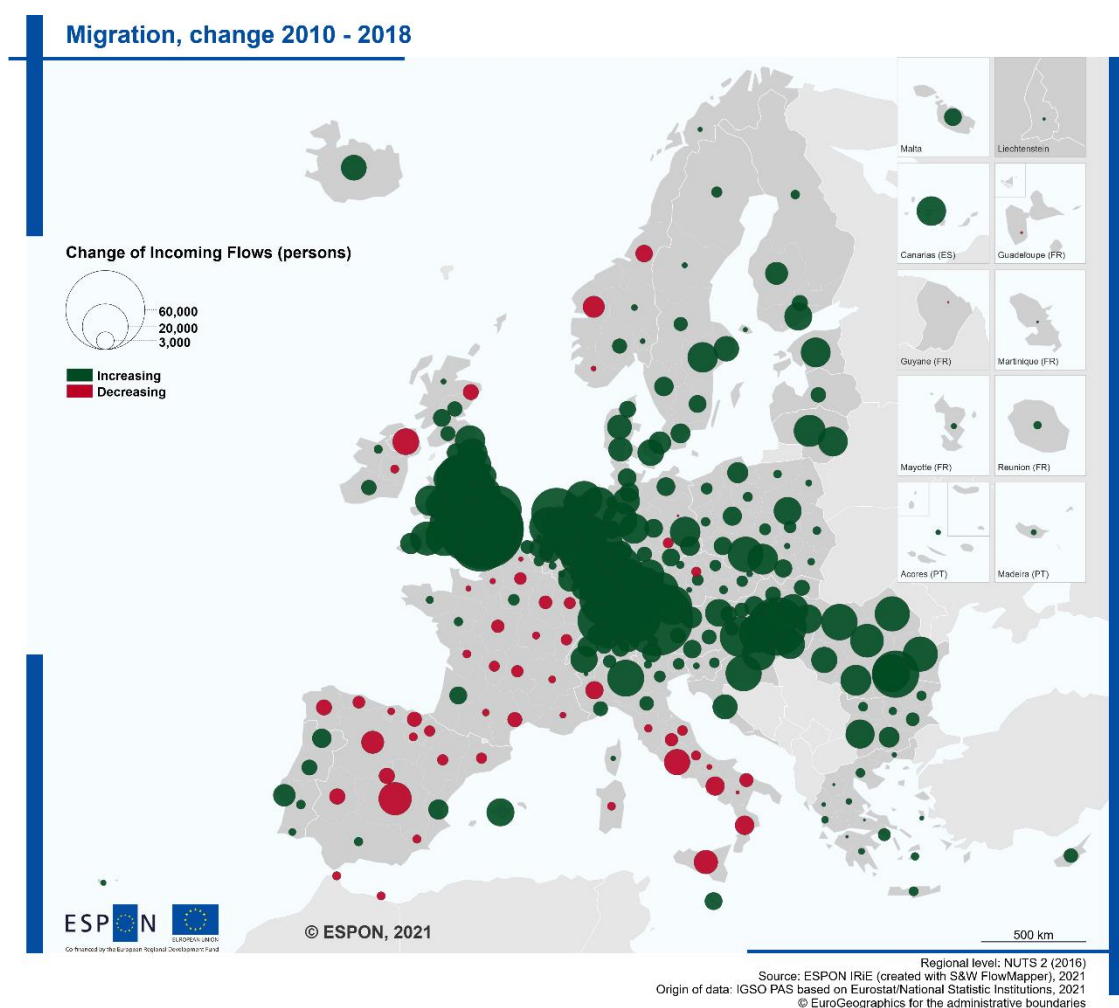 Migration, change 2010 - 2018
Malta
Liechtenstein
Canarias (ES)
Guadeloupe (FR)
Guyane (FR)
Martinique (FR)
Mayotte (FR)
Reunion (FR)
Acores (PT)
Madeira (PT)
Change of Incoming Flows (persons)
60,000
20,000
3,000
Increasing
Decreasing
ESPON
EUROPEAN UNION
Co-financed by the European Regional Development Fund
© ESPON, 2021
500 km
Regional level: NUTS 2 (2016)
Source: ESPON IRiE (created with S&W FlowMapper), 2021
Origin of data: IGSO PAS based on Eurostat/National Statistic Institutions, 2021
© EuroGeographics for the administrative boundaries